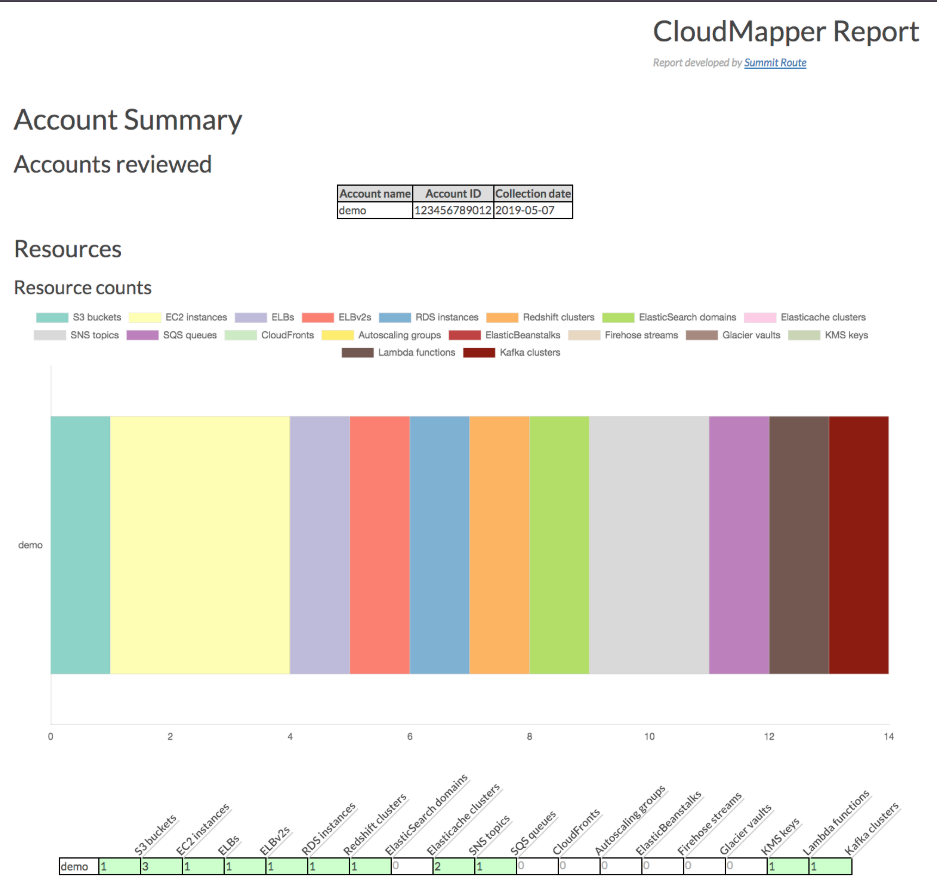 CloudMapper Report
Report developed by Summit Route
Account Summary
Accounts reviewed
Account name Account ID Collection date
demo 123456789012 2019-05-07
Resources
Resource counts
S3 buckets EC2 instances ELBs ELBv2s RDS instances Redshift clusters ElasticSearch domains Elasticache clusters
SNS topics SQS queues CloudFronts Autoscaling groups ElasticBeanstalks Firehose streams Glacier vaults KMS keys
Lambda functions Kafka clusters
demo
0 2 4 6 8 10 12 14
S3 buckets EC2 instances ELBs ELBv2s RDS instances Redshift clusters ElasticSearch domains Elasticache clusters SNS topics SQS queues CloudFronts Autoscaling groups ElasticBeanstalks Firehose streams Glacier vaults KMS keys Lambda functions Kafka clusters
demo 1 3 1 1 1 1 1 0 2 1 0 0 0 0 0 0 1 1